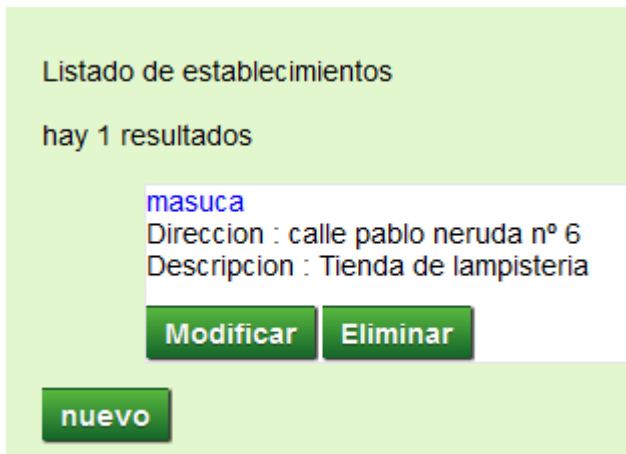 Listado de establecimientos
hay 1 resultados
masuca
Direccion : calle pablo neruda nº 6
Descripcion : Tienda de lampisteria
Modificar Eliminar
nuevo